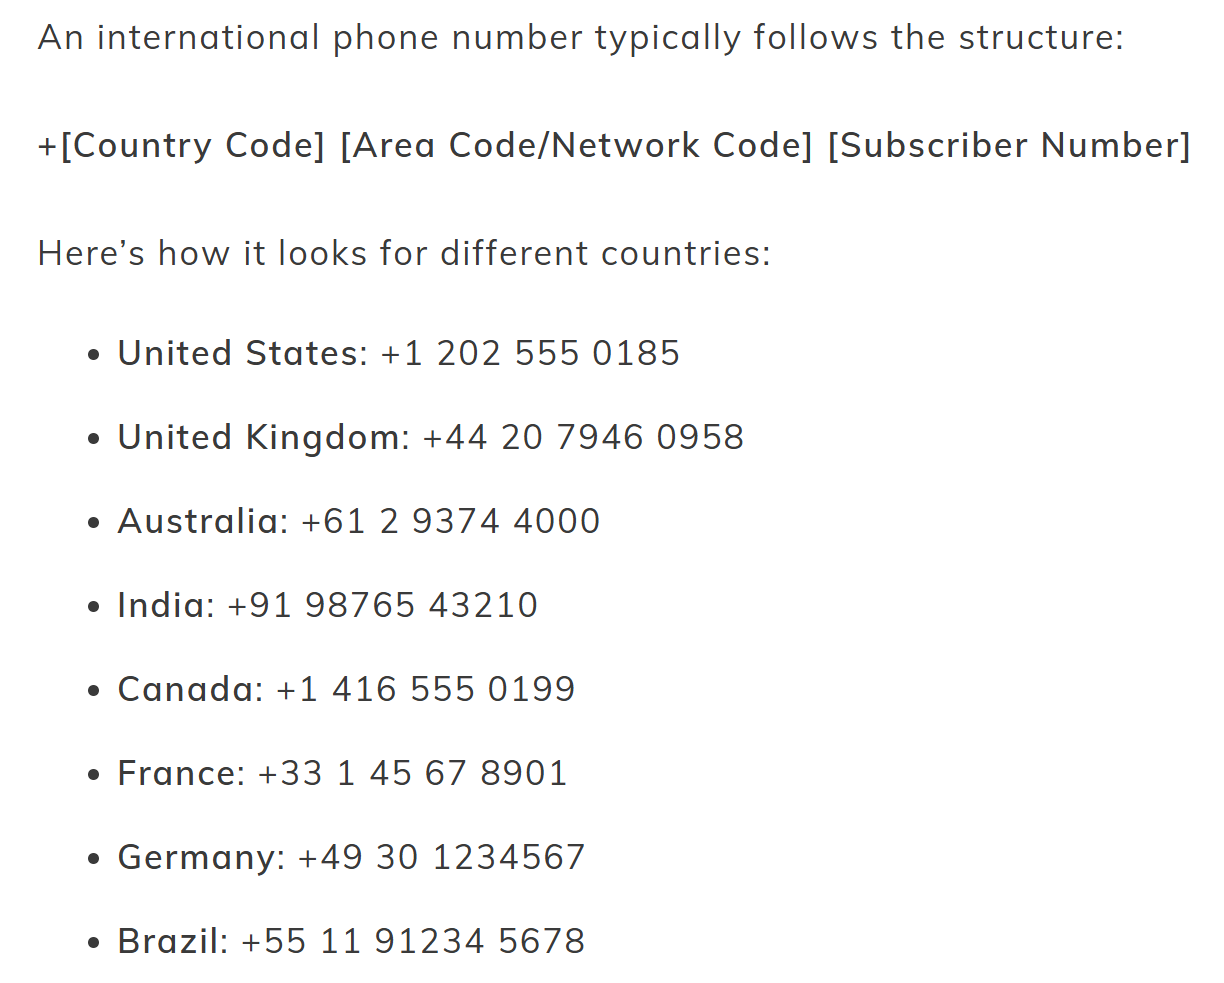 An international phone number typically follows the structure:
+[Country Code] [Area Code/Network Code] [Subscriber Number]
Here’s how it looks for different countries:
• United States: +1 202 555 0185
• United Kingdom: +44 20 7946 0958
• Australia: +61 2 9374 4000
• India: +91 98765 43210
• Canada: +1 416 555 0199
• France: +33 1 45 67 8901
• Germany: +49 30 1234567
• Brazil: +55 11 91234 5678